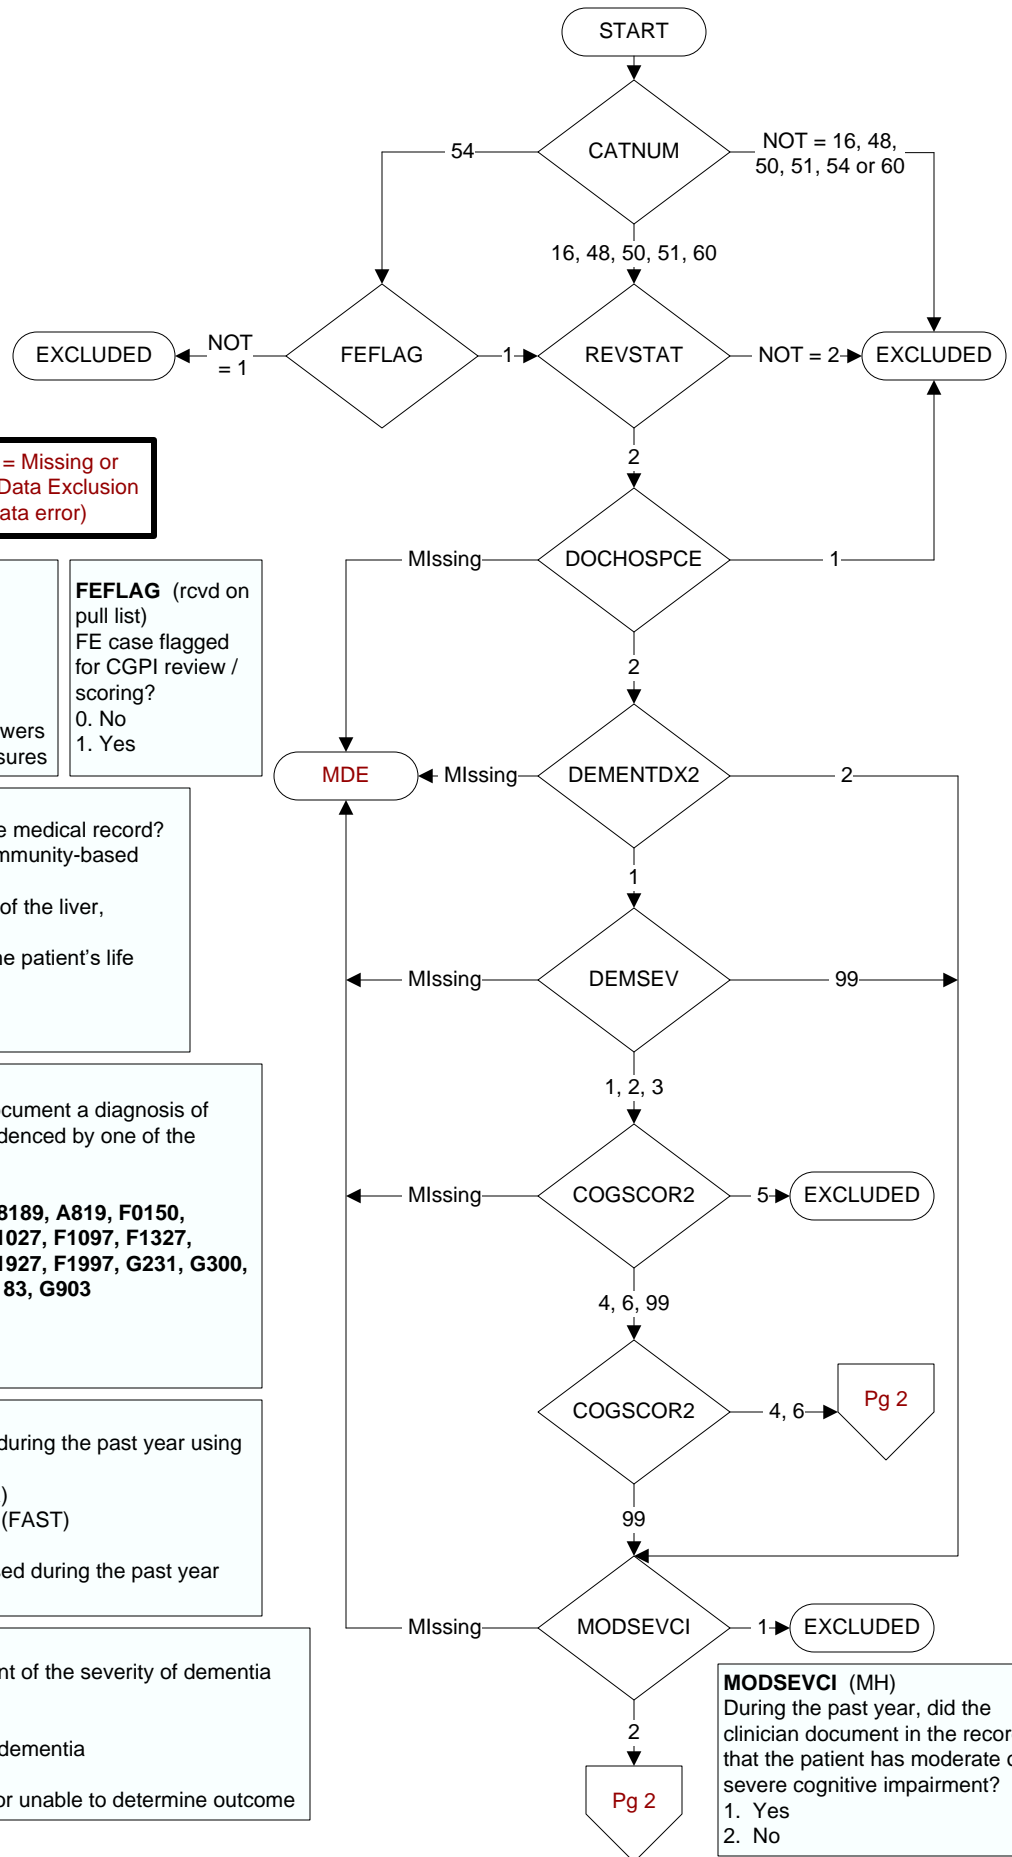 START
CATNUM
54
NOT = 16, 48,
50, 51, 54 or 60
16, 48, 50, 51, 60
EXCLUDED
NOT
= 1
FEFLAG
1
REVSTAT
NOT = 2
EXCLUDED
2
= Missing or
Data Exclusion
ata error)
MIssing
DOCHOSPCE
1
FEFLAG (rcvd on
pull list)
FE case flagged
for CGPI review /
scoring?
0. No
1. Yes
wers
sures
2
MDE
MIssing
DEMENTDX2
2
e medical record?
mmunity-based
of the liver,
he patient's life
1
MIssing
DEMSEV
99
1, 2, 3
cument a diagnosis of
idenced by one of the
8189, A819, F0150,
1027, F1097, F1327,
1927, F1997, G231, G300,
83, G903
MIssing
COGSCOR2
5
EXCLUDED
4, 6, 99
COGSCOR2
4, 6
Pg 2
during the past year using
)
(FAST)
ed during the past year
99
MIssing
MODSEVCI
1
EXCLUDED
nt of the severity of dementia
dementia
or unable to determine outcome
2
Pg 2
MODSEVCI (MH)
During the past year, did the
clinician document in the recor
that the patient has moderate o
severe cognitive impairment?
1. Yes
2. No